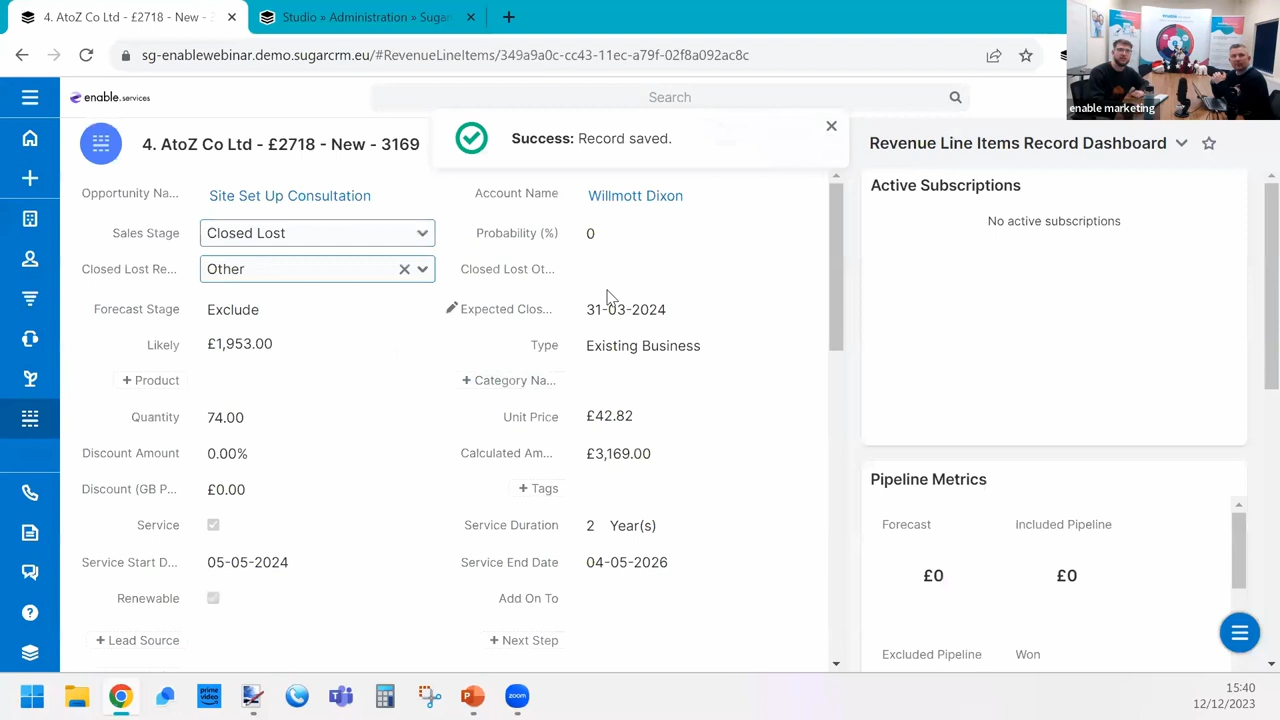 4. AtoZ Co Ltd - £2718 - New - 3
Studio » Administration » Sugar
sg-enablewebinar.demo.sugarcrm.eu/#RevenueLineItems/349a910c-cc43-11ec-a79f-02f8a092ac8c
enable marketing
enable.services
Search
4. AtoZ Co Ltd - £2718 - New - 3169
Success: Record saved.
Revenue Line Items Record Dashboard
Opportunity Na... Site Set Up Consultation Account Name Willmott Dixon
Sales Stage Closed Lost Probability (%) 0
Closed Lost Re... Other Closed Lost Ot...
Forecast Stage Exclude Expected Clos... 31-03-2024
Likely £1,953.00 Type Existing Business
+ Product + Category Na...
Quantity 74.00 Unit Price £42.82
Discount Amount 0.00% Calculated Am... £3,169.00
Discount (GB P... £0.00 + Tags
Service Service Duration 2 Year(s)
Service Start D... 05-05-2024 Service End Date 04-05-2026
Renewable Add On To
+ Lead Source + Next Step
Active Subscriptions
No active subscriptions
Pipeline Metrics
Forecast Included Pipeline
£0 £0
Excluded Pipeline Won
prime video
zoom
15:40
12/12/2023